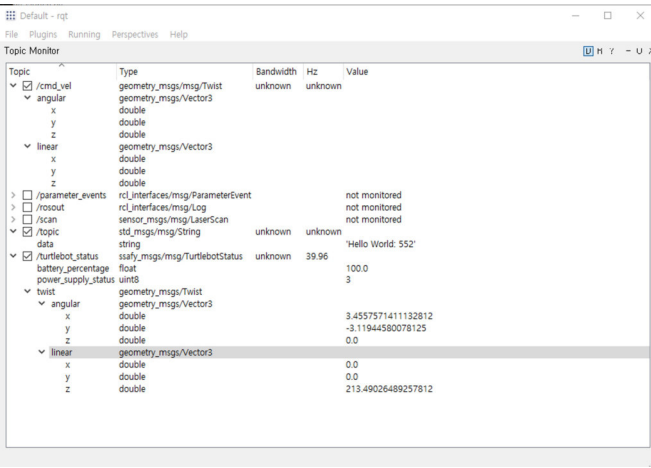 Default - rqt
File Plugins Running Perspectives Help
Topic Monitor
Topic Type Bandwidth Hz Value
/cmd_vel geometry_msgs/msg/Twist unknown unknown
angular geometry_msgs/Vector3
x double
y double
z double
linear geometry_msgs/Vector3
x double
y double
z double
/parameter_events rcl_interfaces/msg/ParameterEvent not monitored
/rosout rcl_interfaces/msg/Log not monitored
/scan sensor_msgs/msg/LaserScan not monitored
/topic std_msgs/msg/String unknown unknown
data string 'Hello World: 552'
/turtlebot_status ssafy_msgs/msg/TurtlebotStatus unknown 39.96
battery_percentage float 100.0
power_supply_status uint8 3
twist geometry_msgs/Twist
angular geometry_msgs/Vector3
x double 3.4557571411132812
y double -3.11944580078125
z double 0.0
linear geometry_msgs/Vector3
x double 0.0
y double 0.0
z double 213.49026489257812